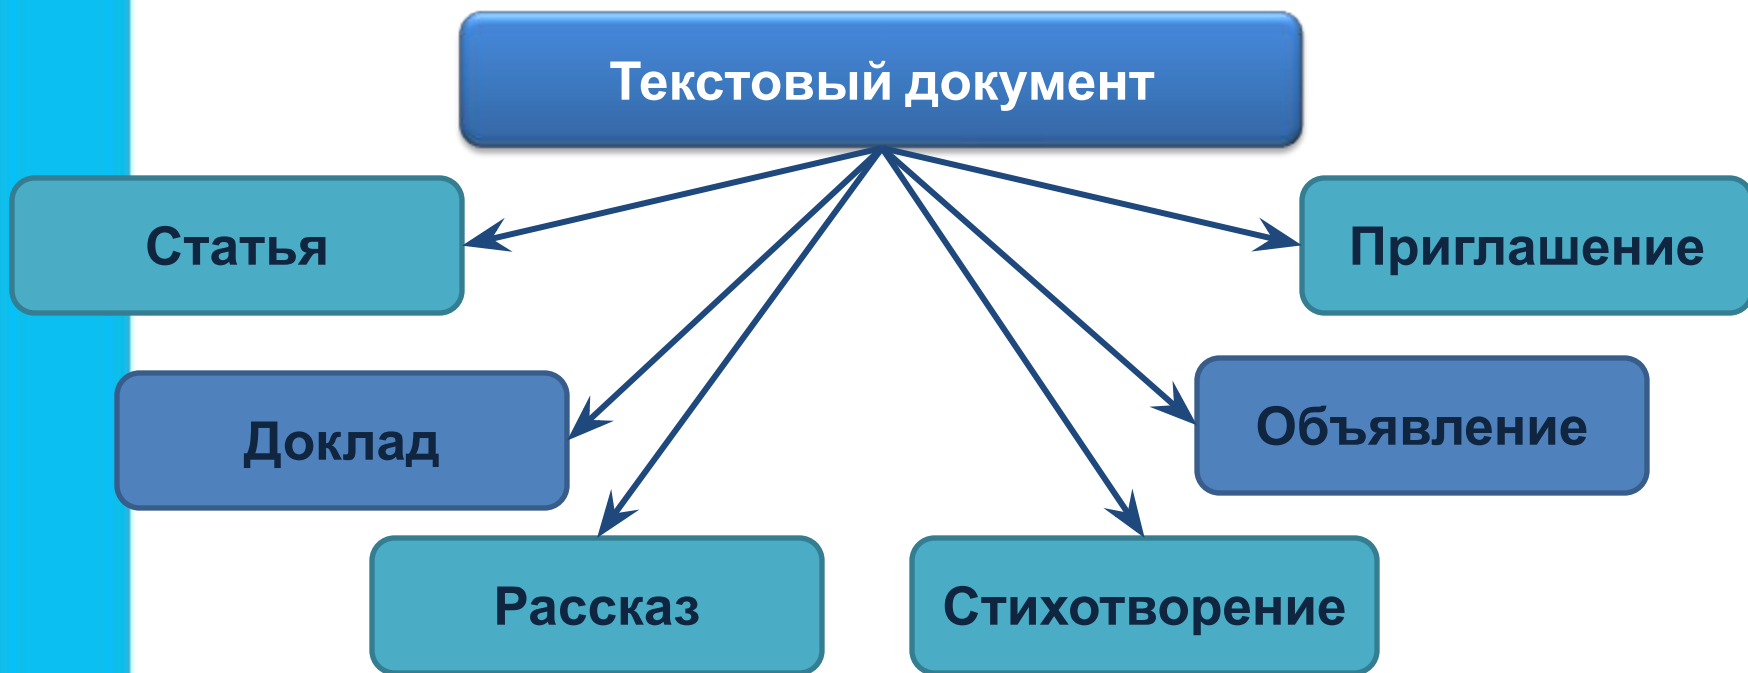 Текстовый документ
Статья
Приглашение
Доклад
Объявление
Рассказ
Стихотворение